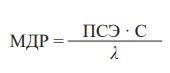 МДР = ПСЭ · С / λ